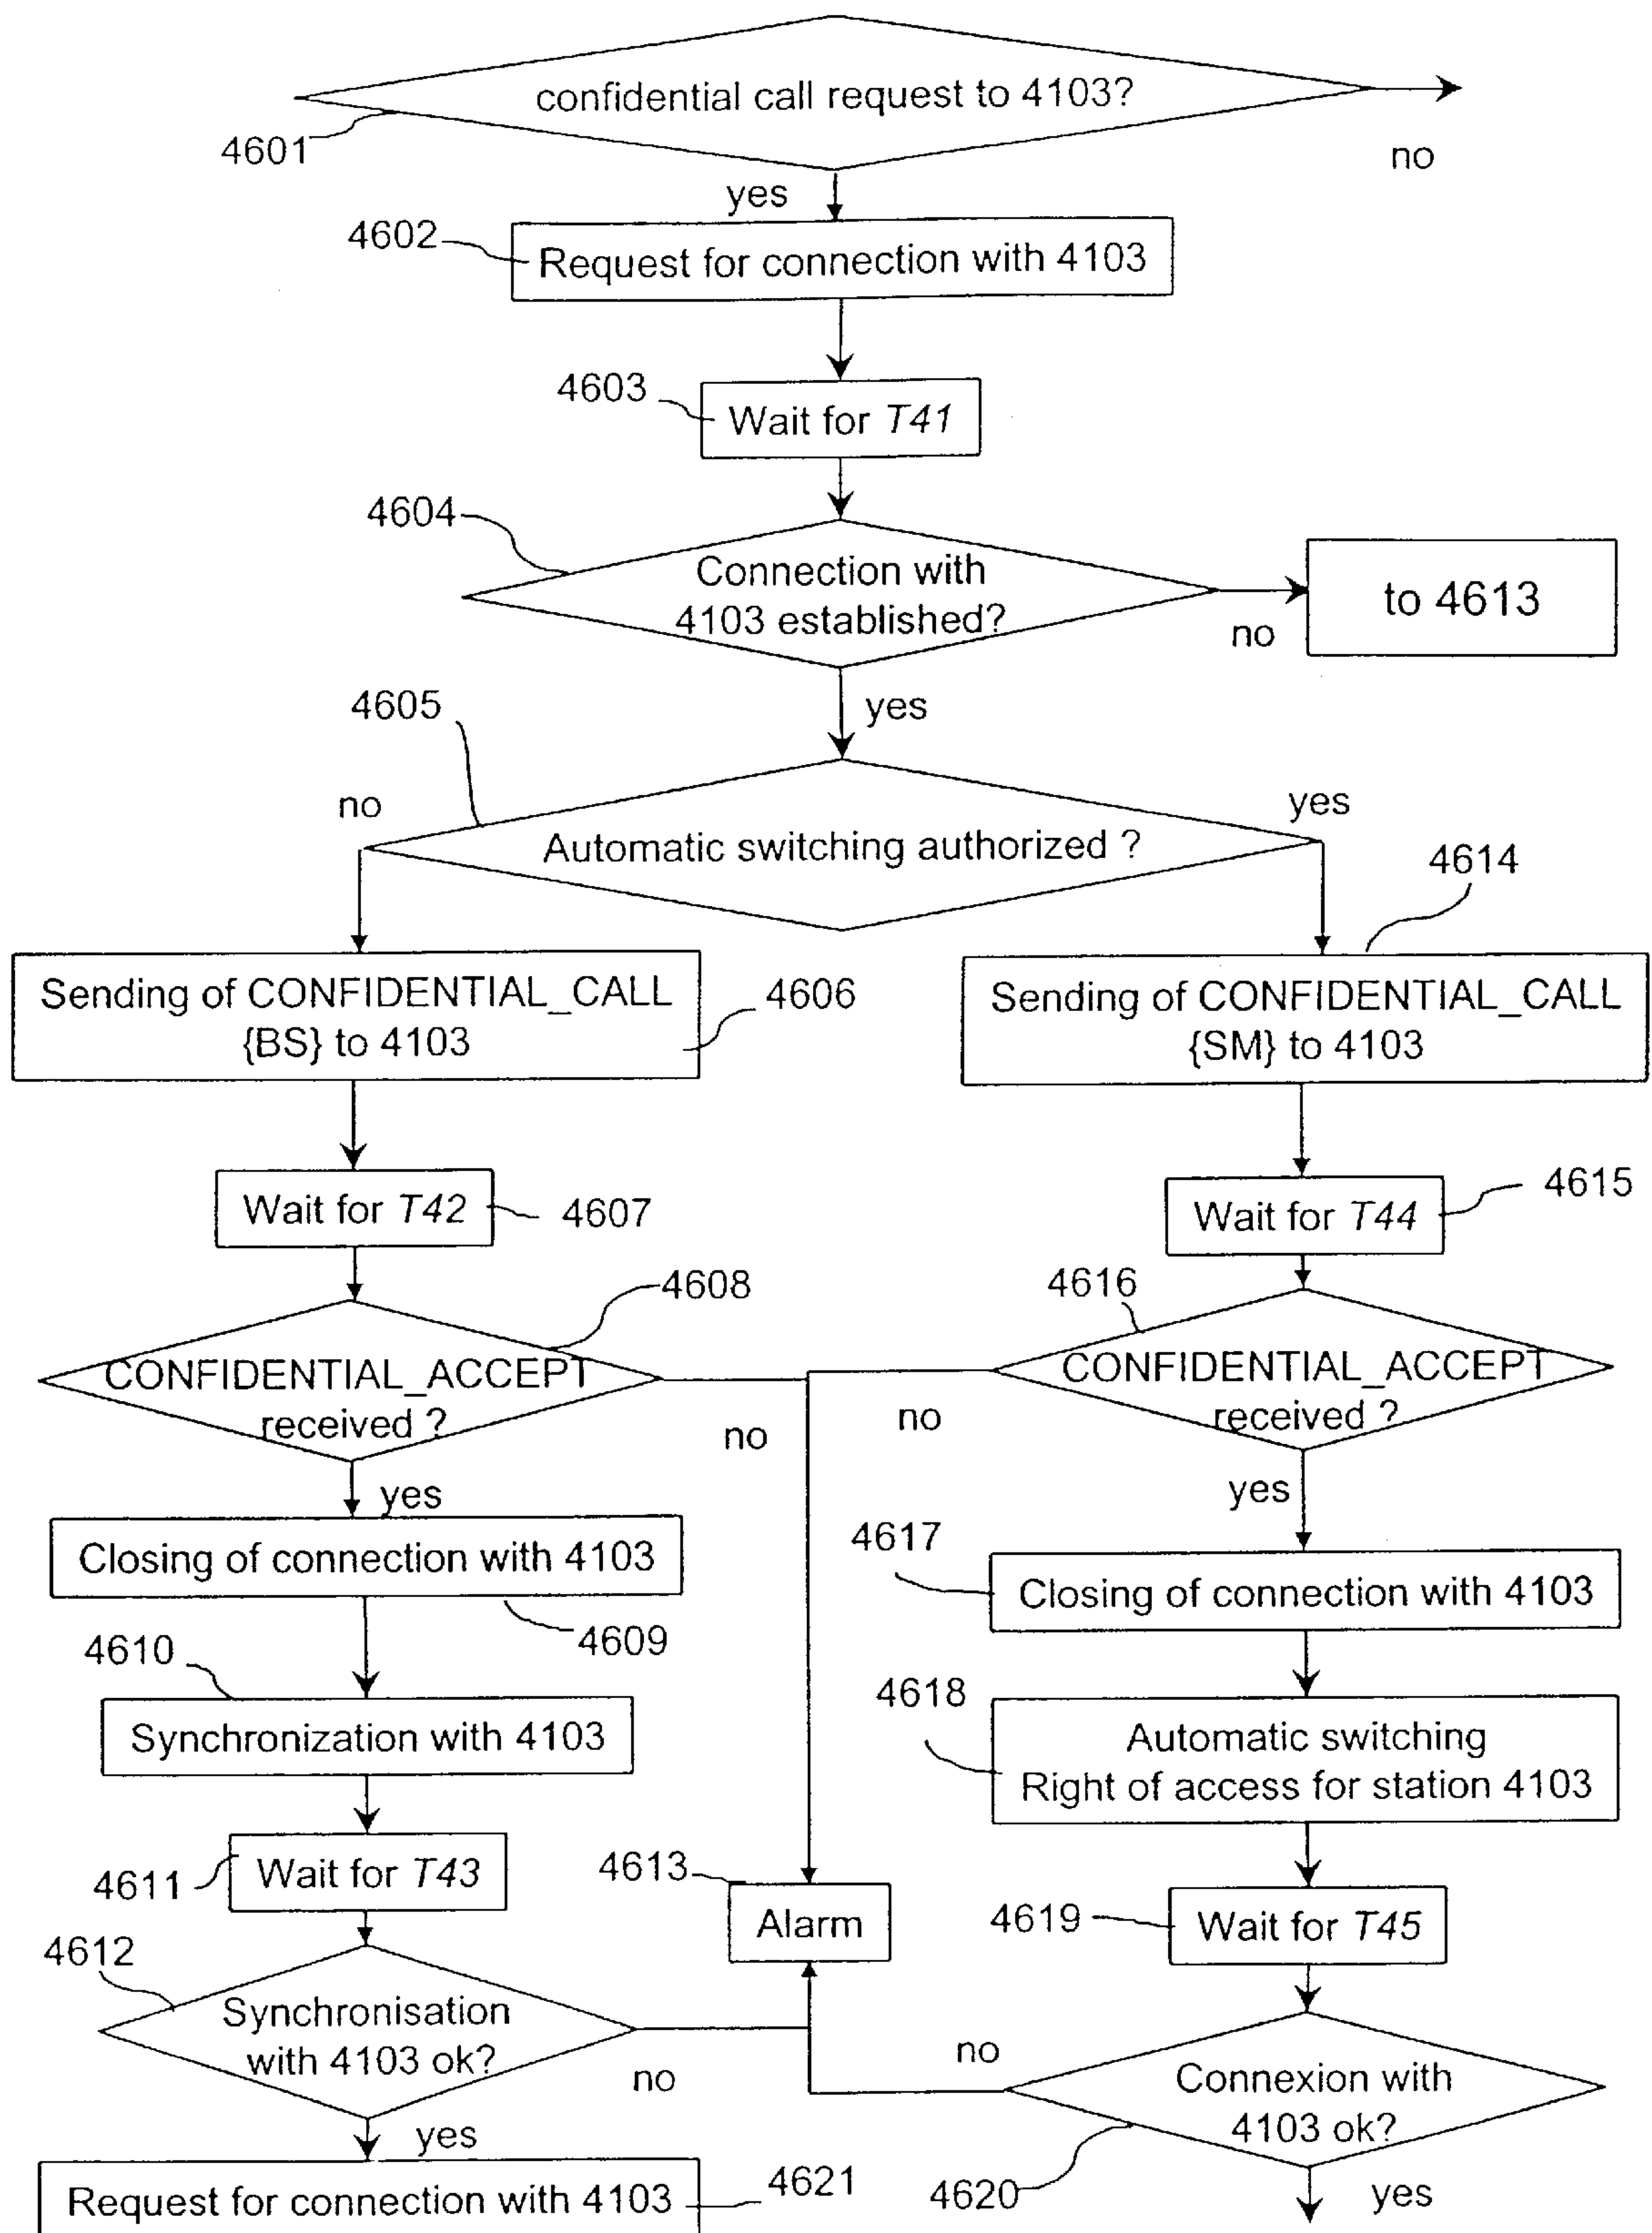 confidential call request to 4103?
4601
no
yes
4602
Request for connection with 4103
4603
Wait for T41
4604
Connection with
4103 established?
no
to 4613
yes
4605
no
yes
Automatic switching authorized ?
4614
Sending of CONFIDENTIAL_CALL
{BS} to 4103
4606
Sending of CONFIDENTIAL_CALL
{SM} to 4103
Wait for T42
4607
Wait for T44
4615
4608
4616
CONFIDENTIAL_ACCEPT
received ?
no
CONFIDENTIAL_ACCEPT
received ?
no
yes
yes
Closing of connection with 4103
4609
4617
Closing of connection with 4103
4610
Synchronization with 4103
4618
Automatic switching
Right of access for station 4103
4611
Wait for T43
4613
Alarm
4619
Wait for T45
4612
Synchronisation
with 4103 ok?
no
no
Connexion with
4103 ok?
yes
4620
yes
Request for connection with 4103
4621